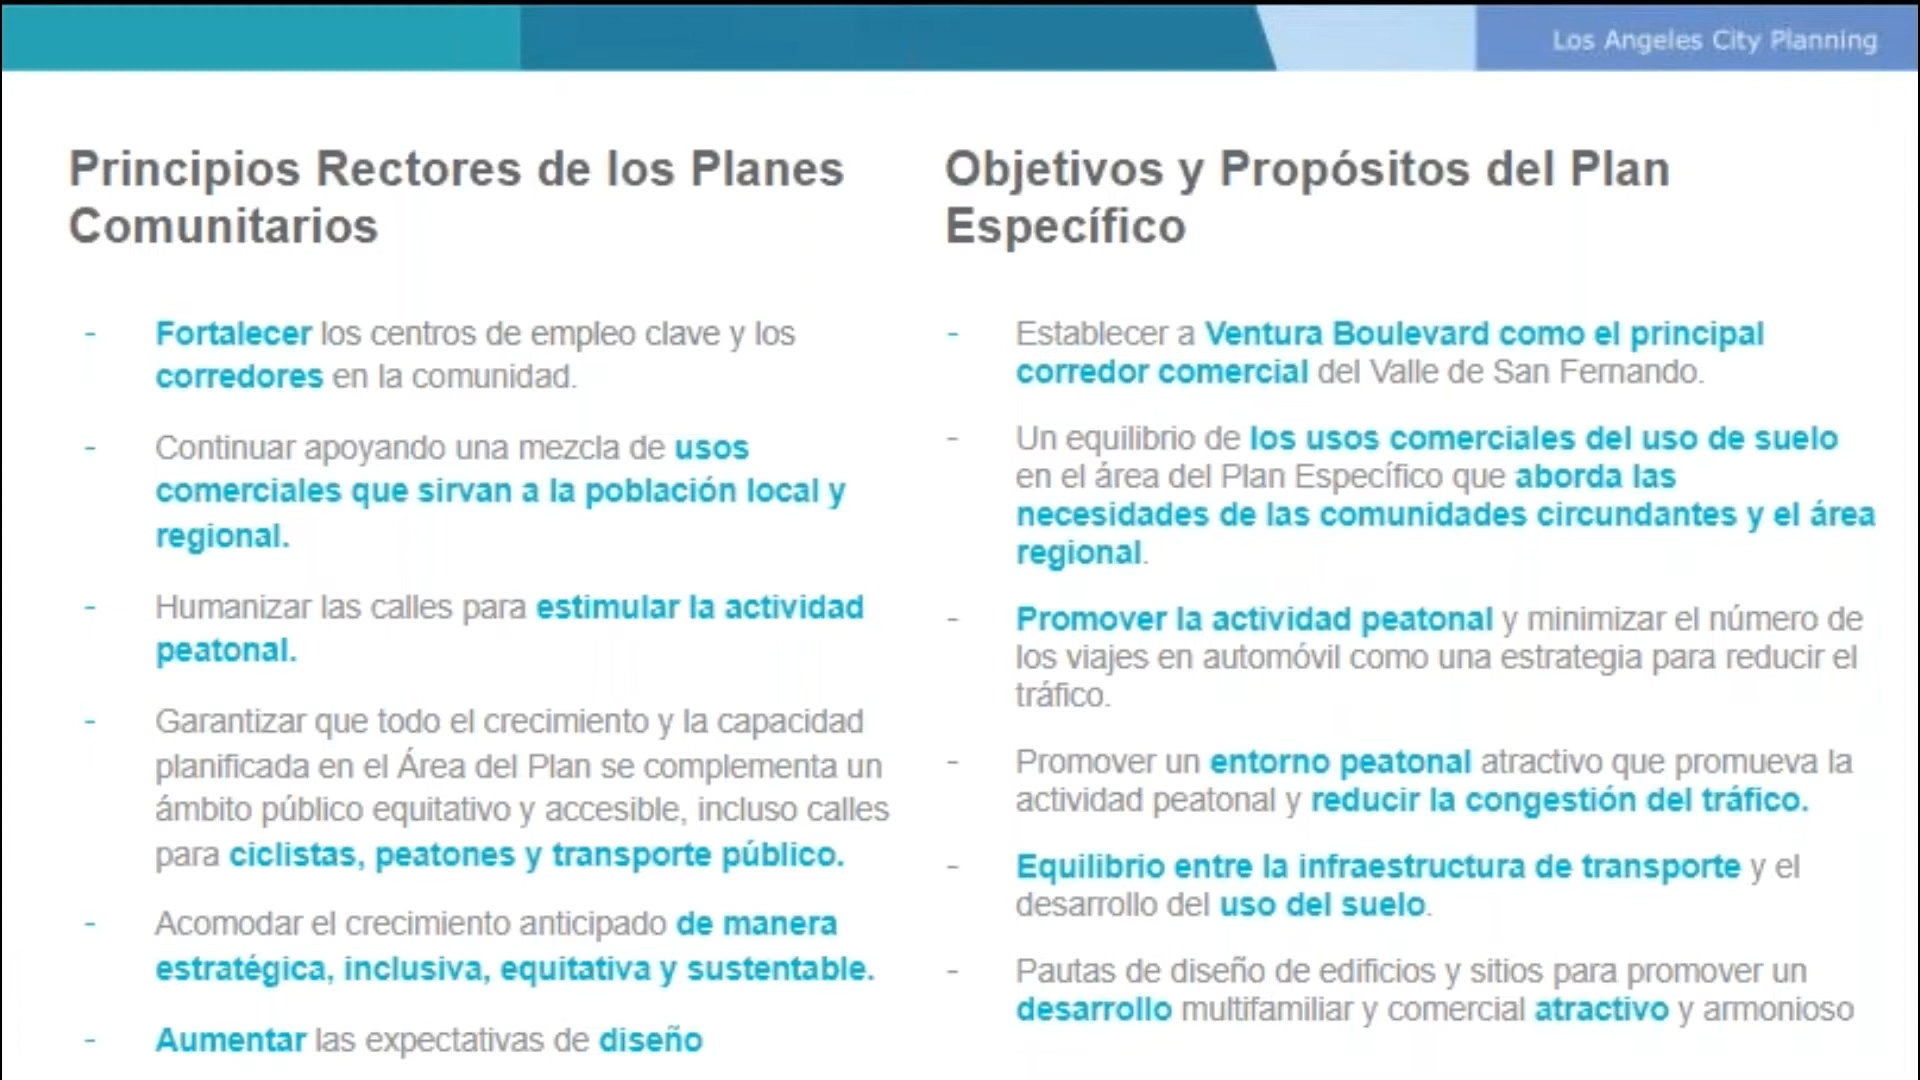 Los Angeles City Planning
Principios Rectores de los Planes
Comunitarios
- Fortalecer los centros de empleo clave y los
corredores en la comunidad.
- Continuar apoyando una mezcla de usos
comerciales que sirvan a la población local y
regional.
- Humanizar las calles para estimular la actividad
peatonal.
- Garantizar que todo el crecimiento y la capacidad
planificada en el Área del Plan se complementa un
ámbito público equitativo y accesible, incluso calles
para ciclistas, peatones y transporte público.
- Acomodar el crecimiento anticipado de manera
estratégica, inclusiva, equitativa y sustentable.
- Aumentar las expectativas de diseño
Objetivos y Propósitos del Plan
Específico
- Establecer a Ventura Boulevard como el principal
corredor comercial del Valle de San Fernando.
- Un equilibrio de los usos comerciales del uso de suelo
en el área del Plan Específico que aborda las
necesidades de las comunidades circundantes y el área
regional.
- Promover la actividad peatonal y minimizar el número de
los viajes en automóvil como una estrategia para reducir el
tráfico.
- Promover un entorno peatonal atractivo que promueva la
actividad peatonal y reducir la congestión del tráfico.
- Equilibrio entre la infraestructura de transporte y el
desarrollo del uso del suelo.
- Pautas de diseño de edificios y sitios para promover un
desarrollo multifamiliar y comercial atractivo y armonioso